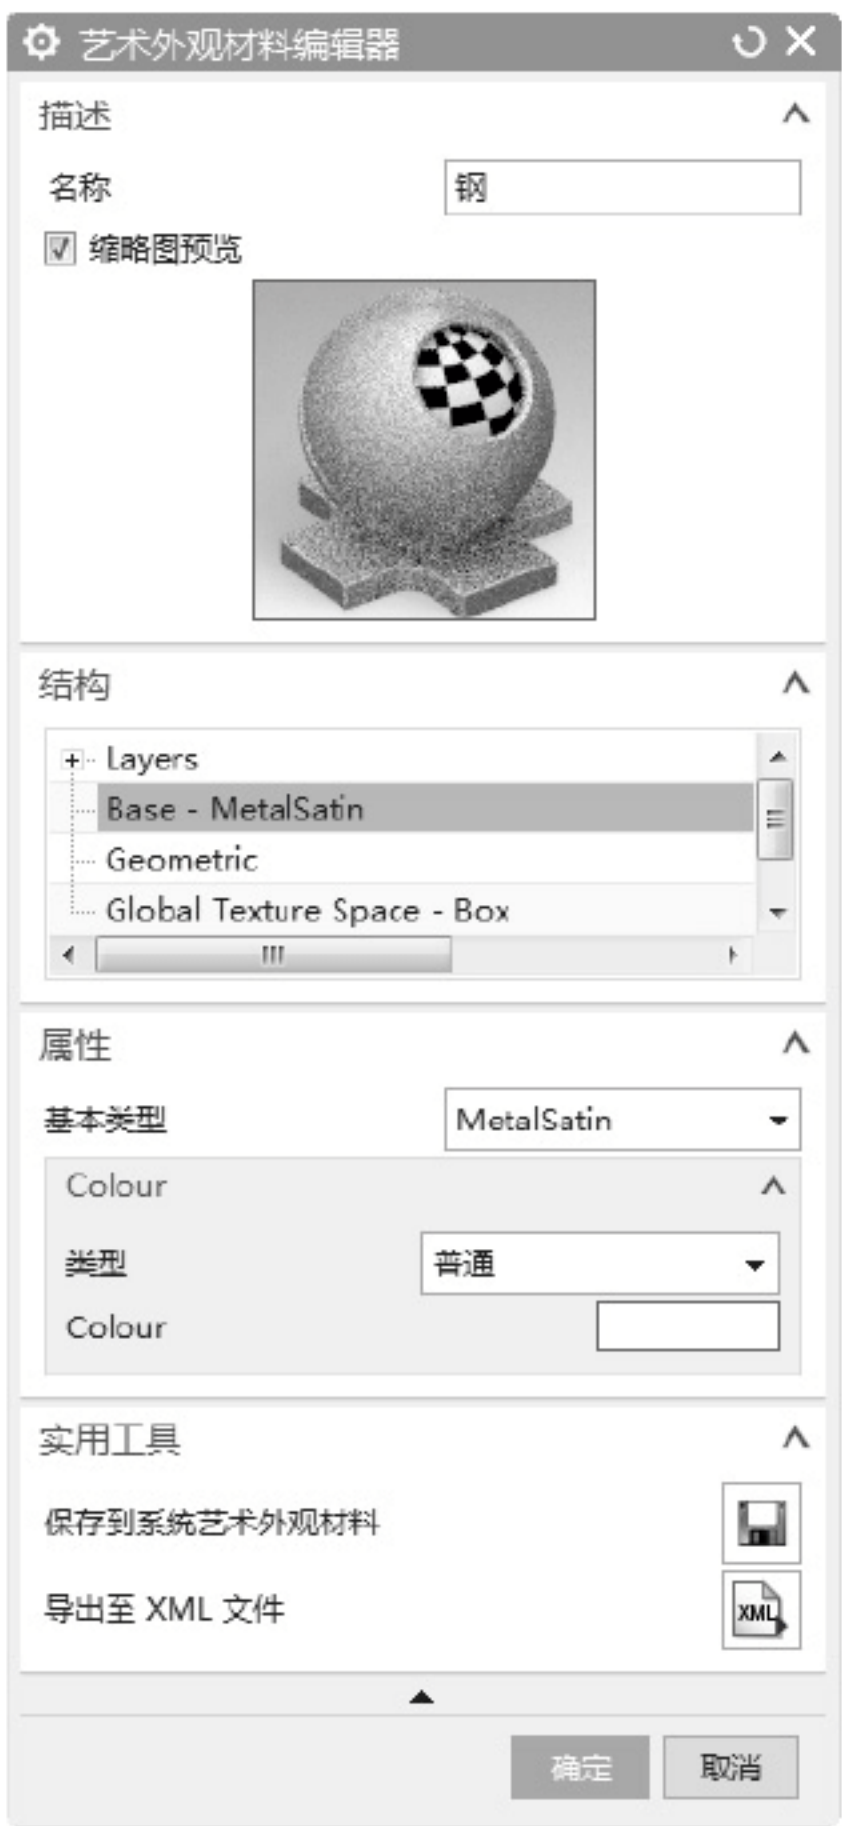 艺术外观材料编辑器
描述
名称 钢
缩略图预览
结构
Layers
Base - MetalSatin
Geometric
Global Texture Space - Box
属性
基本类型 MetalSatin
Colour
类型 普通
Colour
实用工具
保存到系统艺术外观材料
导出至 XML 文件
XML
确定 取消